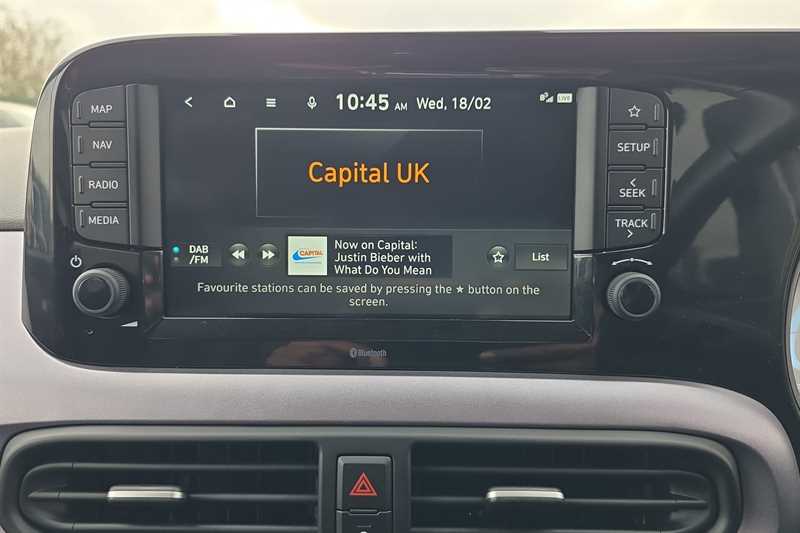 MAP
NAV
RADIO
MEDIA
10:45 AM Wed, 18/02
LIVE
Capital UK
DAB
/FM
CAPITAL
Now on Capital:
Justin Bieber with
What Do You Mean
List
Favourite stations can be saved by pressing the ★ button on the
screen.
SETUP
< SEEK
TRACK >
Bluetooth